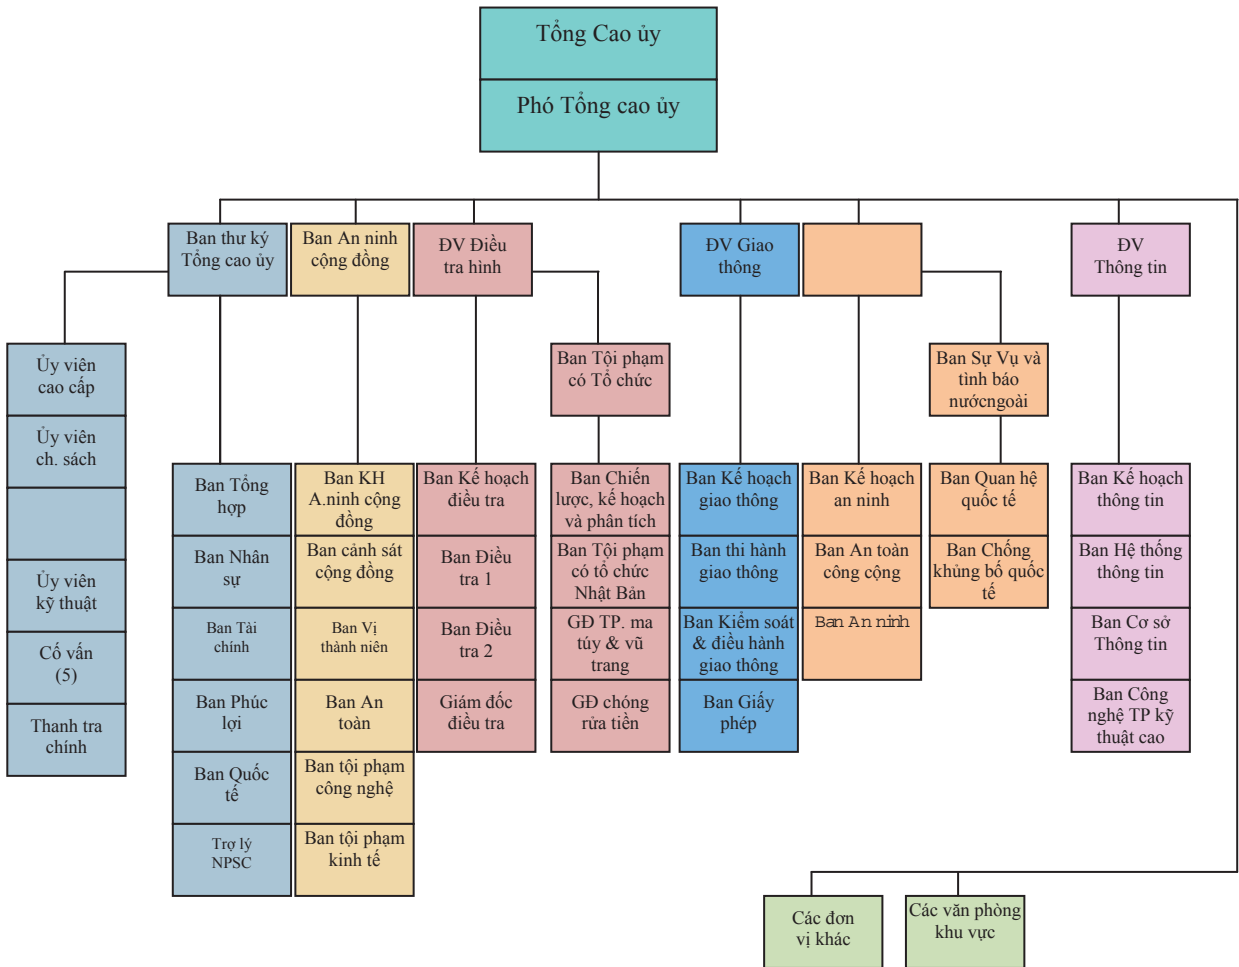 Tổng Cao ủy
Phó Tổng cao ủy
Ban thư ký
Tổng cao ủy
Ban An ninh
cộng đồng
ĐV Điều
tra hình
ĐV Giao
thông
ĐV
Thông tin
Ủy viên
cao cấp
Ủy viên
ch. sách
Ủy viên
kỹ thuật
Cố vấn
(5)
Thanh tra
chính
Ban Tội phạm
có Tổ chức
Ban Sự Vụ và
tình báo
nướcngoài
Ban Tổng
hợp
Ban Nhân
sự
Ban Tài
chính
Ban Phúc
lợi
Ban Quốc
tế
Trợ lý
NPSC
Ban KH
A.ninh cộng
đồng
Ban cảnh sát
cộng đồng
Ban Vị
thành niên
Ban An
toàn
Ban tội phạm
công nghệ
Ban tội phạm
kinh tế
Ban Kế hoạch
điều tra
Ban Điều
tra 1
Ban Điều
tra 2
Giám đốc
điều tra
Ban Chiến
lược, kế hoạch
và phân tích
Ban Tội phạm
có tổ chức
Nhật Bản
GĐ TP. ma
túy & vũ
trang
GĐ chóng
rửa tiền
Ban Kế hoạch
giao thông
Ban thi hành
giao thông
Ban Kiểm soát
& điều hành
giao thông
Ban Giấy
phép
Ban Kế hoạch
an ninh
Ban An toàn
công cộng
Ban An ninh
Ban Quan hệ
quốc tế
Ban Chống
khủng bố quốc
tế
Ban Kế hoạch
thông tin
Ban Hệ thống
thông tin
Ban Cơ sở
Thông tin
Ban Công
nghệ TP kỹ
thuật cao
Các đơn
vị khác
Các văn phòng
khu vực